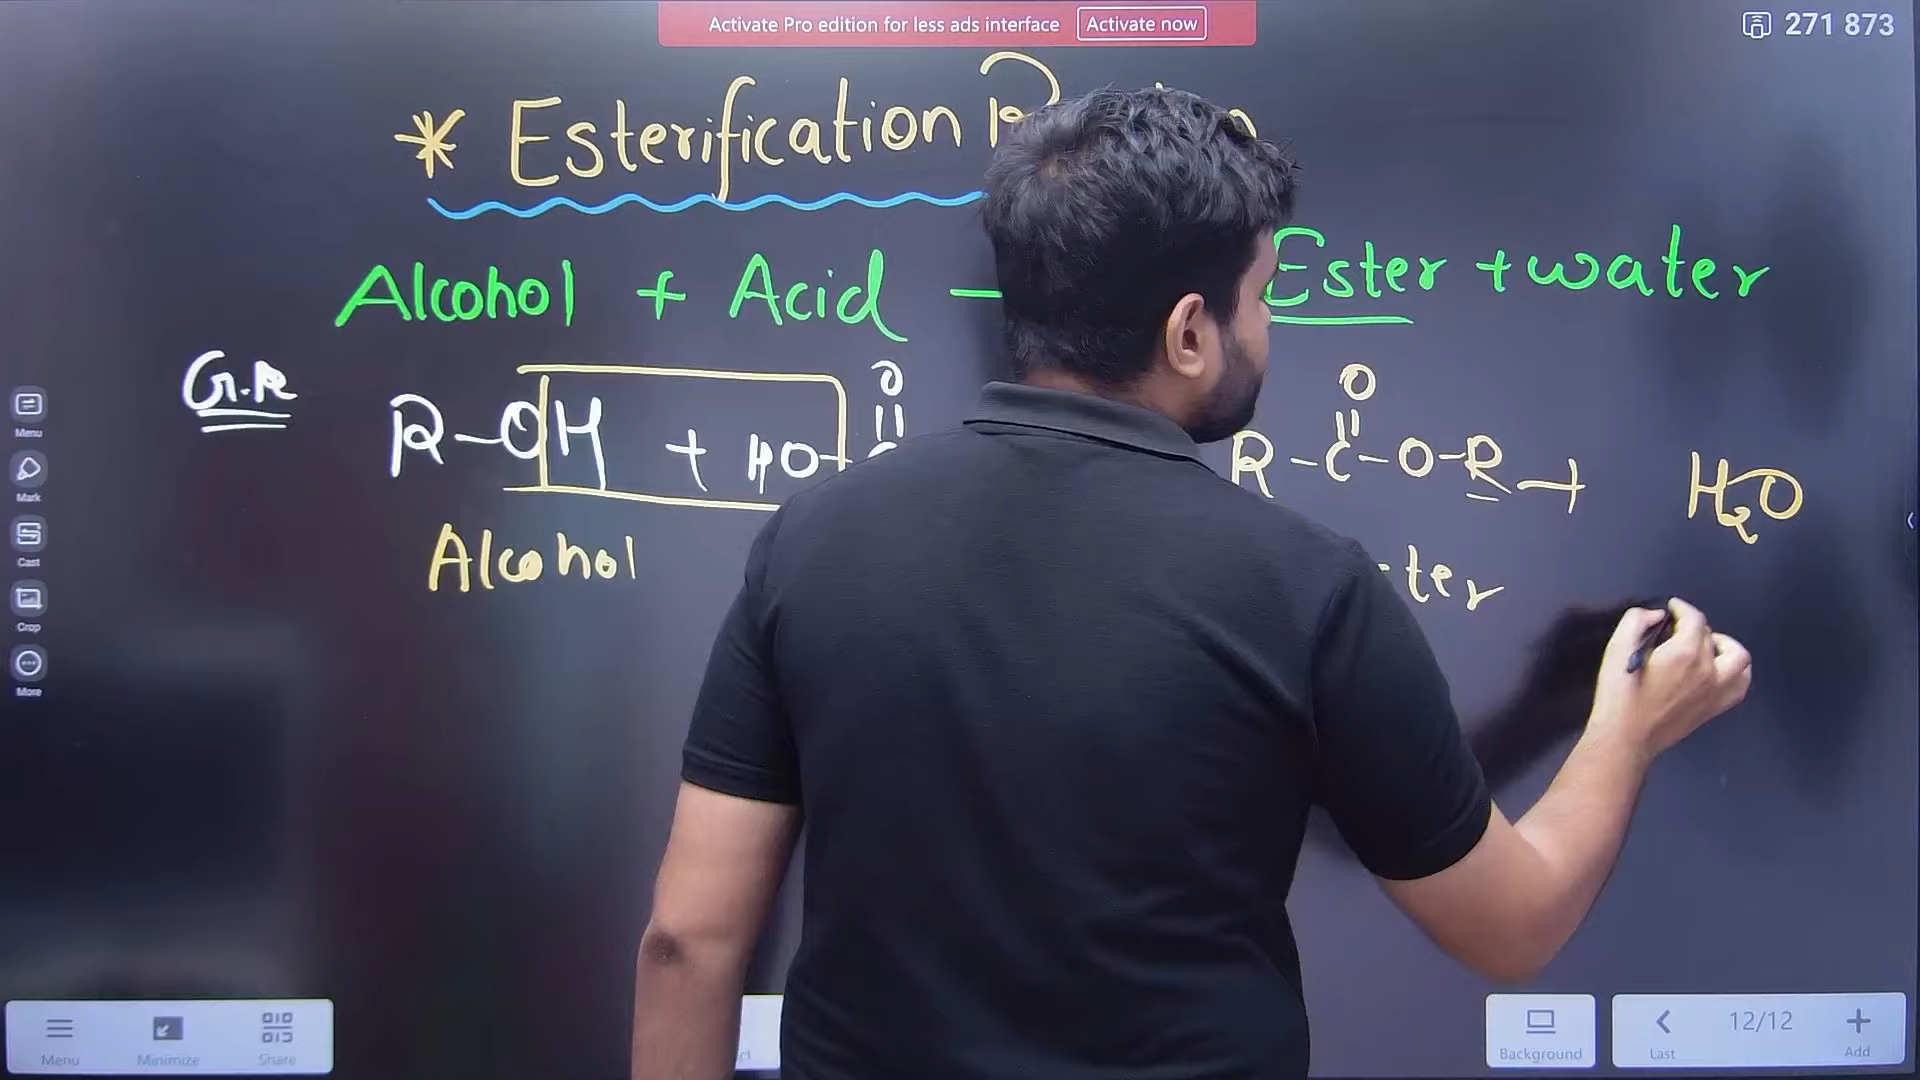 Activate Pro edition for less ads interface Activate now
271 873
* Esterification
Alcohol + Acid − Ester + water
G.R
O O
R-OH + HO- R-C-O-R + H2O
Alcohol
Menu
Mark
Cast
Crop
More
Menu Minimize Share Background Last 12/12 Add